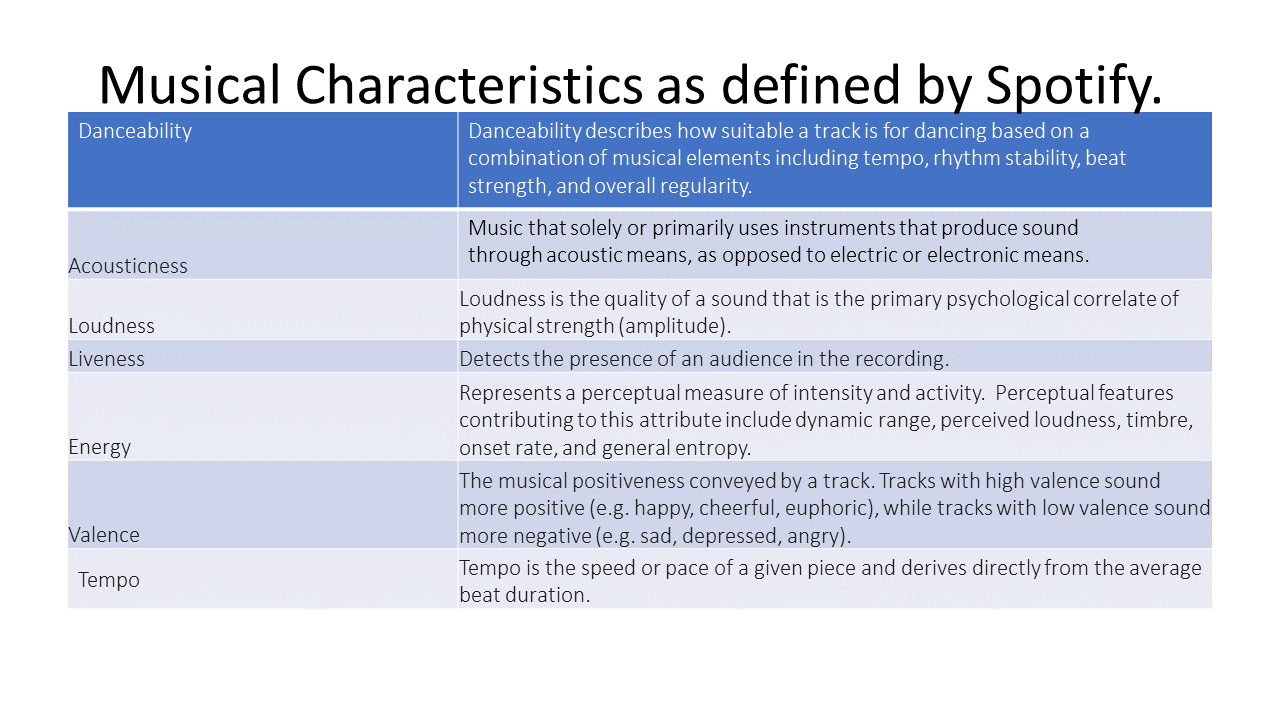 Musical Characteristics as defined by Spotify.
Danceability
Danceability describes how suitable a track is for dancing based on a
combination of musical elements including tempo, rhythm stability, beat
strength, and overall regularity.
Acousticness
Music that solely or primarily uses instruments that produce sound
through acoustic means, as opposed to electric or electronic means.
Loudness
Loudness is the quality of a sound that is the primary psychological correlate of
physical strength (amplitude).
Liveness
Detects the presence of an audience in the recording.
Energy
Represents a perceptual measure of intensity and activity.  Perceptual features
contributing to this attribute include dynamic range, perceived loudness, timbre,
onset rate, and general entropy.
Valence
The musical positiveness conveyed by a track. Tracks with high valence sound
more positive (e.g. happy, cheerful, euphoric), while tracks with low valence sound
more negative (e.g. sad, depressed, angry).
Tempo
Tempo is the speed or pace of a given piece and derives directly from the average
beat duration.